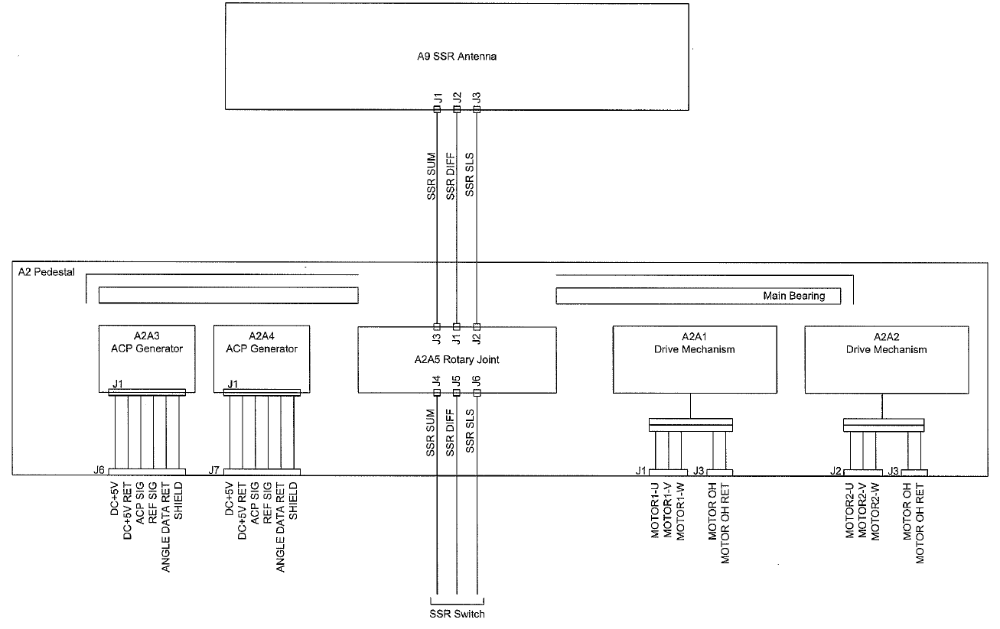 A9 SSR Antenna
J1
J2
J3
SSR SUM
SSR DIFF
SSR SLS
A2 Pedestal
Main Bearing
A2A3
ACP Generator
J1
A2A4
ACP Generator
J1
J3
J1
J2
A2A5 Rotary Joint
J4
J5
J6
A2A1
Drive Mechanism
A2A2
Drive Mechanism
SSR SUM
SSR DIFF
SSR SLS
J6
J7
J1
J3
J2
J3
DC+5V
DC+5V RET
ACP SIG
REF SIG
ANGLE DATA RET
SHIELD
DC+5V
DC+5V RET
ACP SIG
REF SIG
ANGLE DATA RET
SHIELD
MOTOR1-U
MOTOR1-V
MOTOR1-W
MOTOR OH
MOTOR OH RET
MOTOR2-U
MOTOR2-V
MOTOR2-W
MOTOR OH
MOTOR OH RET
SSR Switch